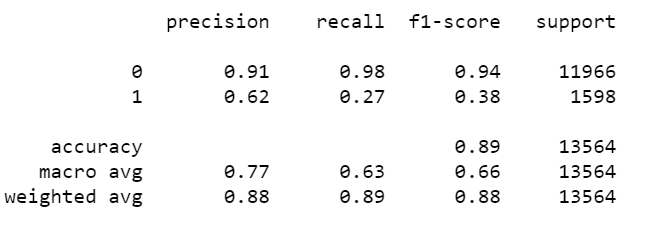 precision recall f1-score support
0 0.91 0.98 0.94 11966
1 0.62 0.27 0.38 1598
accuracy 0.89 13564
macro avg 0.77 0.63 0.66 13564
weighted avg 0.88 0.89 0.88 13564